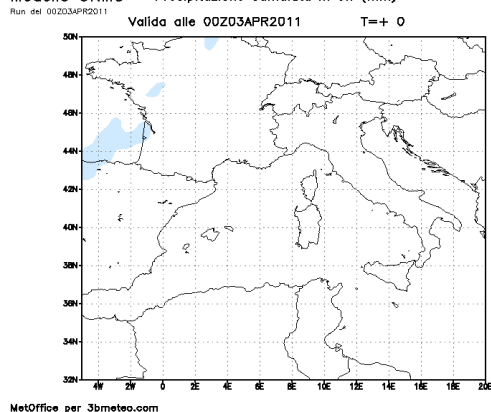 Run del 00Z03APR2011
Valida alle 00Z03APR2011 T=+ 0
50N
48N
46N
44N
42N
40N
38N
36N
34N
32N
4W 2W 0 2E 4E 6E 8E 10E 12E 14E 16E 18E 20E
MetOffice per 3bmeteo.com